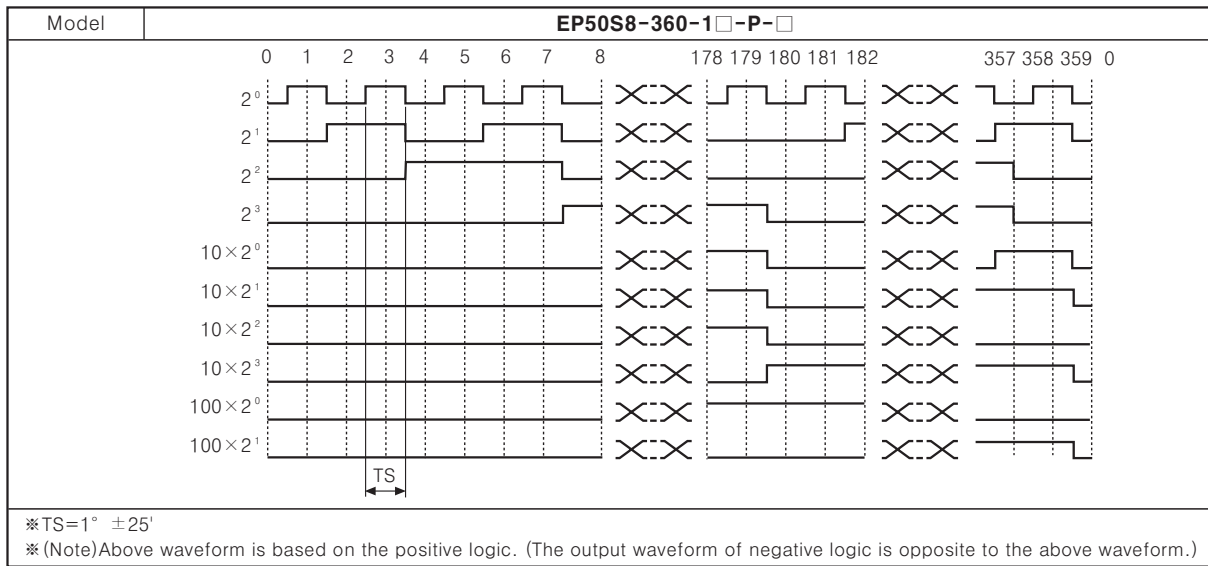 Model EP50S8-360-1□-P-□
0 1 2 3 4 5 6 7 8 178 179 180 181 182 357 358 359 0
2⁰
2¹
2²
2³
10×2⁰
10×2¹
10×2²
10×2³
100×2⁰
100×2¹
TS
※TS=1° ±25'
※(Note)Above waveform is based on the positive logic. (The output waveform of negative logic is opposite to the above waveform.)